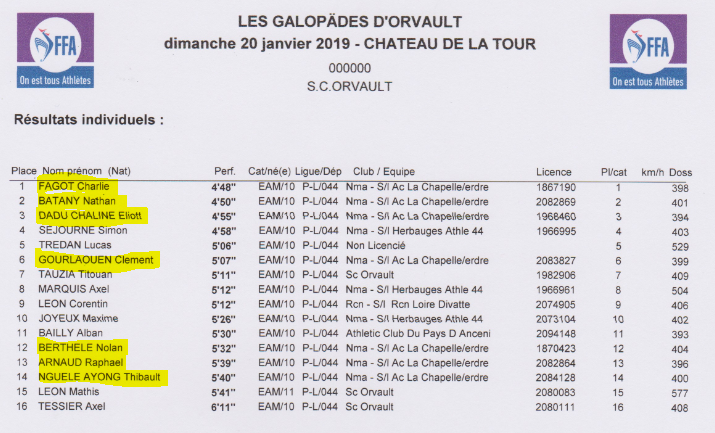 LES GALOPÄDES D'ORVAULT
dimanche 20 janvier 2019 - CHATEAU DE LA TOUR
000000
S.C.ORVAULT
FFA
On est tous Athlètes
FFA
On est tous Athlètes
Résultats individuels :
Place Nom prénom (Nat) Perf. Cat/né(e) Ligue/Dép Club / Equipe Licence Pl/cat km/h Doss
1 FAGOT Charlie 4'48" EAM/10 P-L/044 Nma - S/l Ac La Chapelle/erdre 1867190 1 398
2 BATANY Nathan 4'50" EAM/10 P-L/044 Nma - S/l Ac La Chapelle/erdre 2082869 2 401
3 DADU CHALINE Eliott 4'55" EAM/10 P-L/044 Nma - S/l Ac La Chapelle/erdre 1968460 3 394
4 SEJOURNE Simon 4'58" EAM/10 P-L/044 Nma - S/l Herbauges Athle 44 1966995 4 403
5 TREDAN Lucas 5'06" EAM/10 P-L/044 Non Licencié 5 529
6 GOURLAOUEN Clement 5'07" EAM/10 P-L/044 Nma - S/l Ac La Chapelle/erdre 2083827 6 399
7 TAUZIA Titouan 5'11" EAM/10 P-L/044 Sc Orvault 1982906 7 409
8 MARQUIS Axel 5'12" EAM/10 P-L/044 Nma - S/l Herbauges Athle 44 1966961 8 504
9 LEON Corentin 5'12" EAM/10 P-L/044 Rcn - S/l Rcn Loire Divatte 2074905 9 406
10 JOYEUX Maxime 5'26" EAM/10 P-L/044 Nma - S/l Herbauges Athle 44 2073104 10 402
11 BAILLY Alban 5'30" EAM/10 P-L/044 Athletic Club Du Pays D Anceni 2094148 11 393
12 BERTHELE Nolan 5'32" EAM/10 P-L/044 Nma - S/l Ac La Chapelle/erdre 1870423 12 404
13 ARNAUD Raphael 5'39" EAM/10 P-L/044 Nma - S/l Ac La Chapelle/erdre 2082864 13 396
14 NGUELE AYONG Thibault 5'40" EAM/10 P-L/044 Nma - S/l Ac La Chapelle/erdre 2084128 14 400
15 LEON Mathis 5'41" EAM/11 P-L/044 Sc Orvault 2080083 15 577
16 TESSIER Axel 6'11" EAM/10 P-L/044 Sc Orvault 2080111 16 408